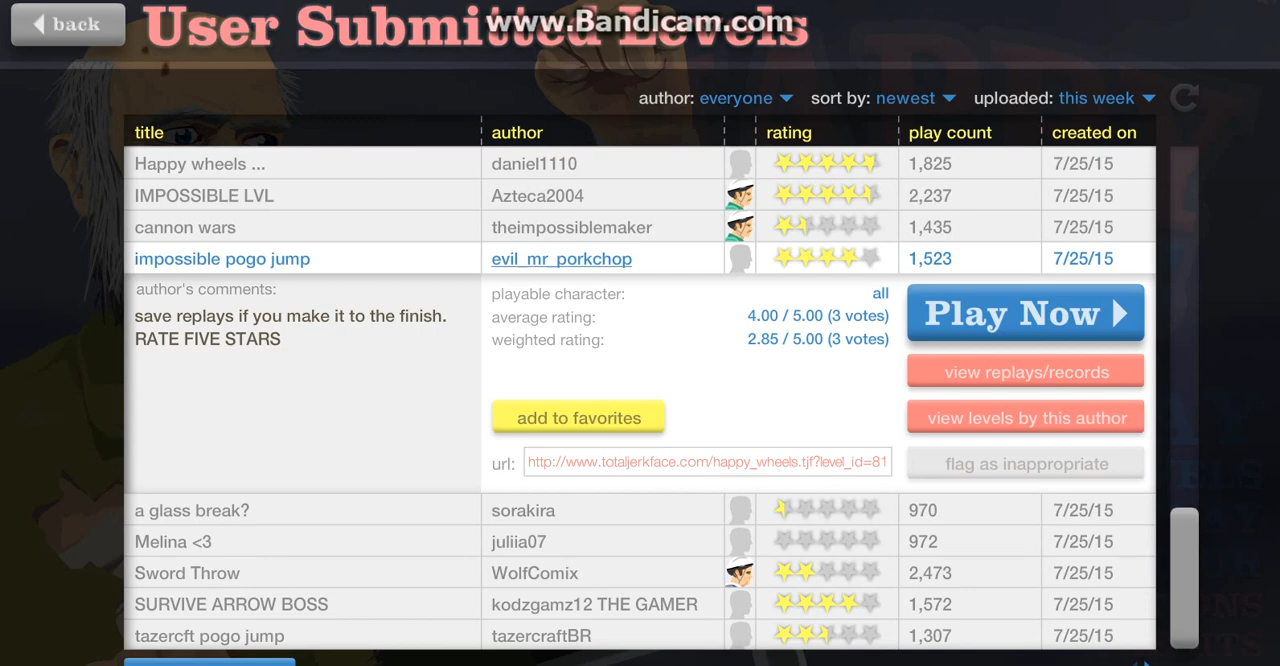 back
User Submitted Levels
www.Bandicam.com
author: everyone sort by: newest uploaded: this week
title author rating play count created on
Happy wheels ... daniel1110 1,825 7/25/15
IMPOSSIBLE LVL Azteca2004 2,237 7/25/15
cannon wars theimpossiblemaker 1,435 7/25/15
impossible pogo jump evil_mr_porkchop 1,523 7/25/15
author's comments:
save replays if you make it to the finish.
RATE FIVE STARS
playable character: all
average rating: 4.00 / 5.00 (3 votes)
weighted rating: 2.85 / 5.00 (3 votes)
add to favorites
url: http://www.totaljerkface.com/happy_wheels.tjf?level_id=81
Play Now
view replays/records
view levels by this author
flag as inappropriate
a glass break? sorakira 970 7/25/15
Melina <3 juliia07 972 7/25/15
Sword Throw WolfComix 2,473 7/25/15
SURVIVE ARROW BOSS kodzgamz12 THE GAMER 1,572 7/25/15
tazercft pogo jump tazercraftBR 1,307 7/25/15